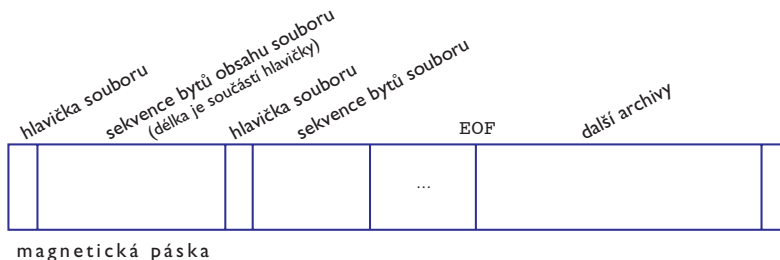 hlavička souboru
sekvence bytů obsahu souboru
(délka je součástí hlavičky)
hlavička souboru
sekvence bytů souboru
EOF
další archivy
...
magnetická páska